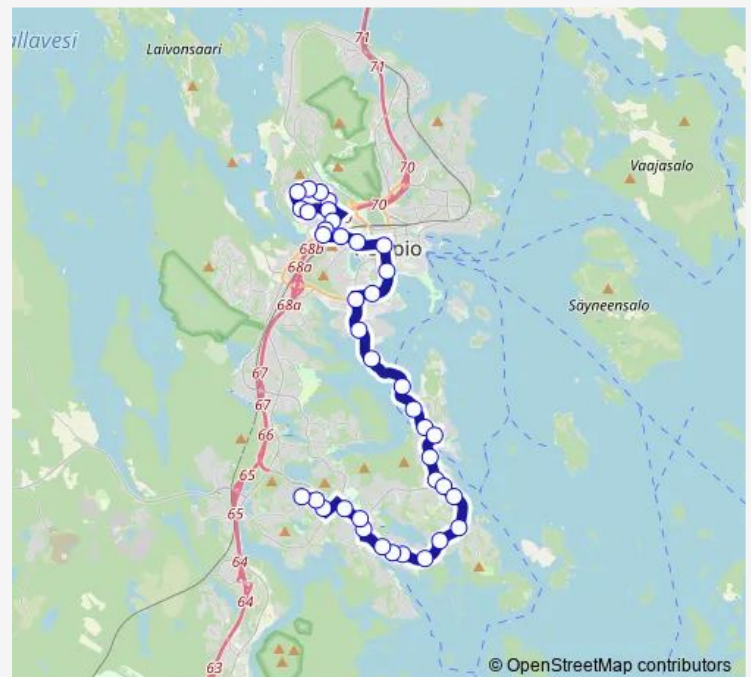 allavesi
Laivonsaari
71
71
70
Vaajasalo
70
68b
pio
68a
68a
Säyneensalo
67
67
66
65
65
64
64
63
© OpenStreetMap contributors